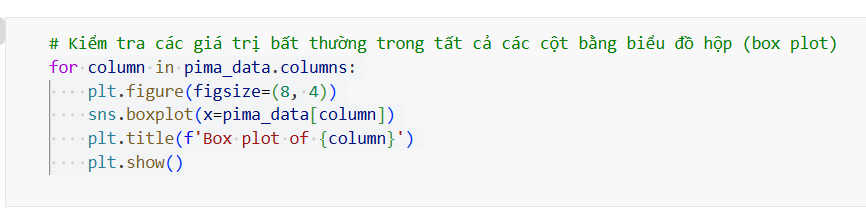 # Kiểm tra các giá trị bất thường trong tất cả các cột bằng biểu đồ hộp (box plot)
for column in pima_data.columns:
    plt.figure(figsize=(8, 4))
    sns.boxplot(x=pima_data[column])
    plt.title(f'Box plot of {column}')
    plt.show()